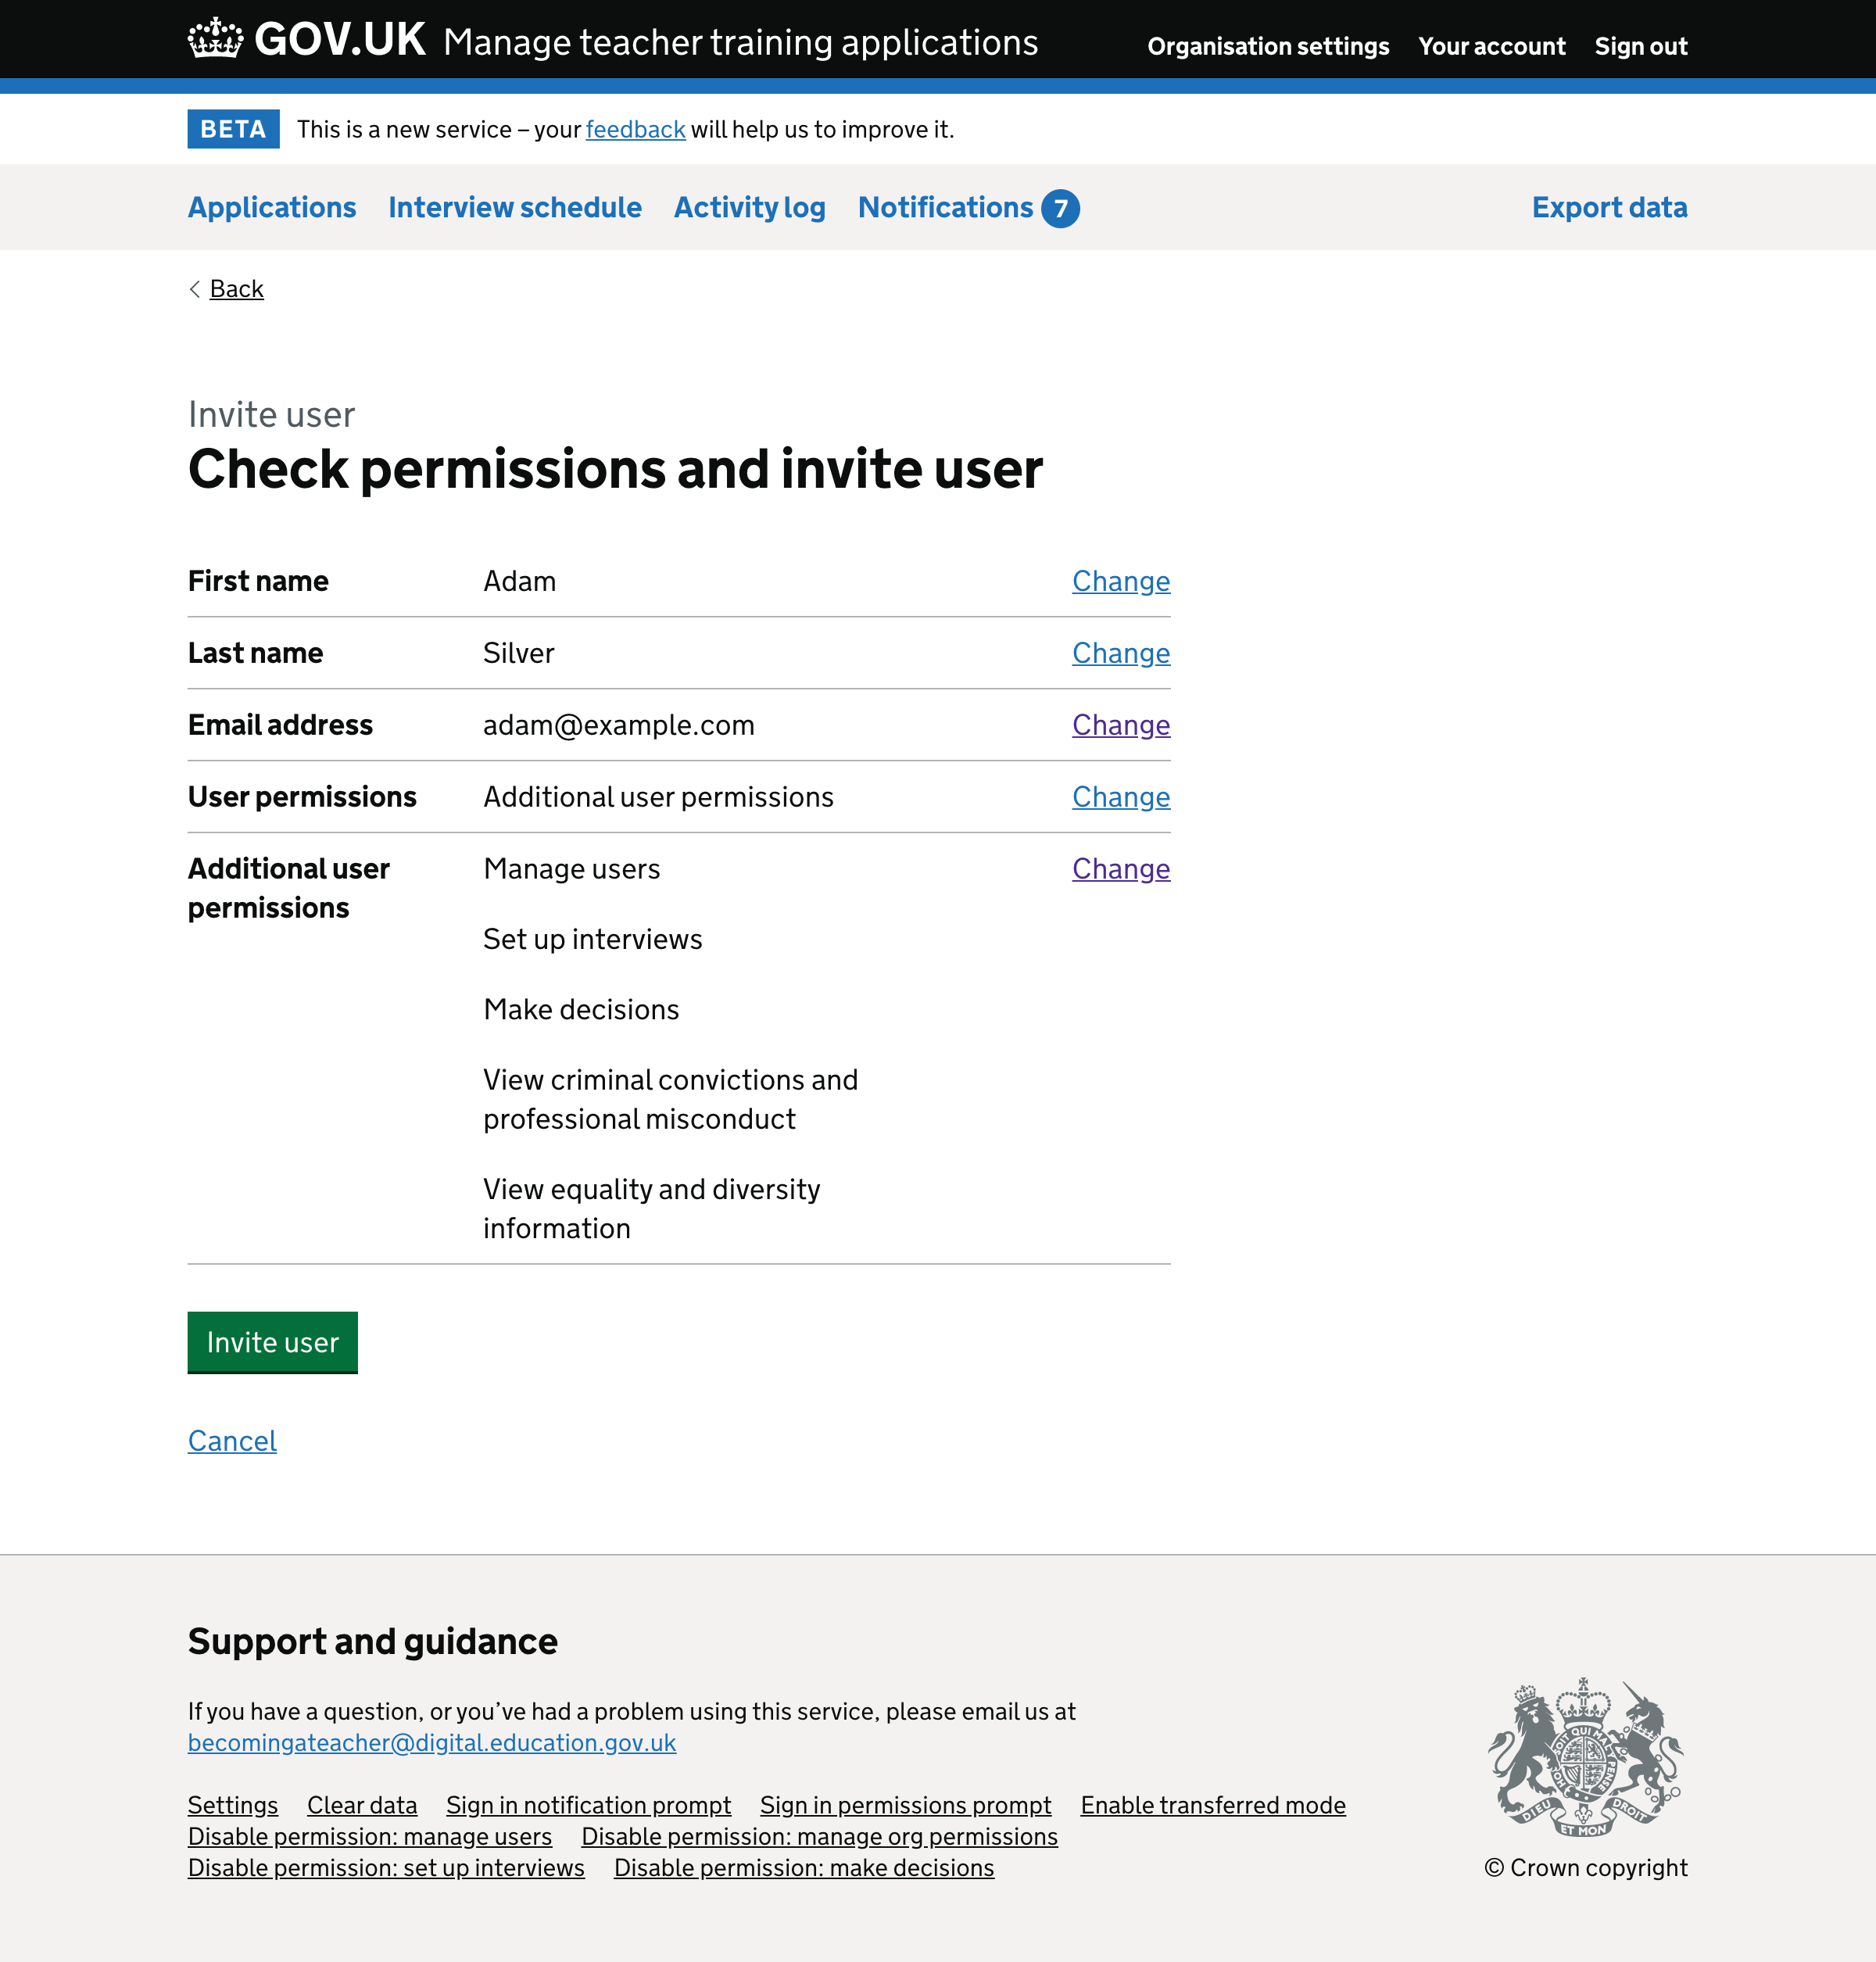 GOV.UK Manage teacher training applications Organisation settings Your account Sign out
BETA This is a new service – your feedback will help us to improve it.
Applications Interview schedule Activity log Notifications 7 Export data
Back
Invite user
Check permissions and invite user
First name Adam Change
Last name Silver Change
Email address adam@example.com Change
User permissions Additional user permissions Change
Additional user Manage users Change
permissions
Set up interviews
Make decisions
View criminal convictions and
professional misconduct
View equality and diversity
information
Invite user
Cancel
Support and guidance
If you have a question, or you’ve had a problem using this service, please email us at
becomingateacher@digital.education.gov.uk
Settings Clear data Sign in notification prompt Sign in permissions prompt Enable transferred mode
Disable permission: manage users Disable permission: manage org permissions
Disable permission: set up interviews Disable permission: make decisions
DIEU ET MON DROIT
© Crown copyright